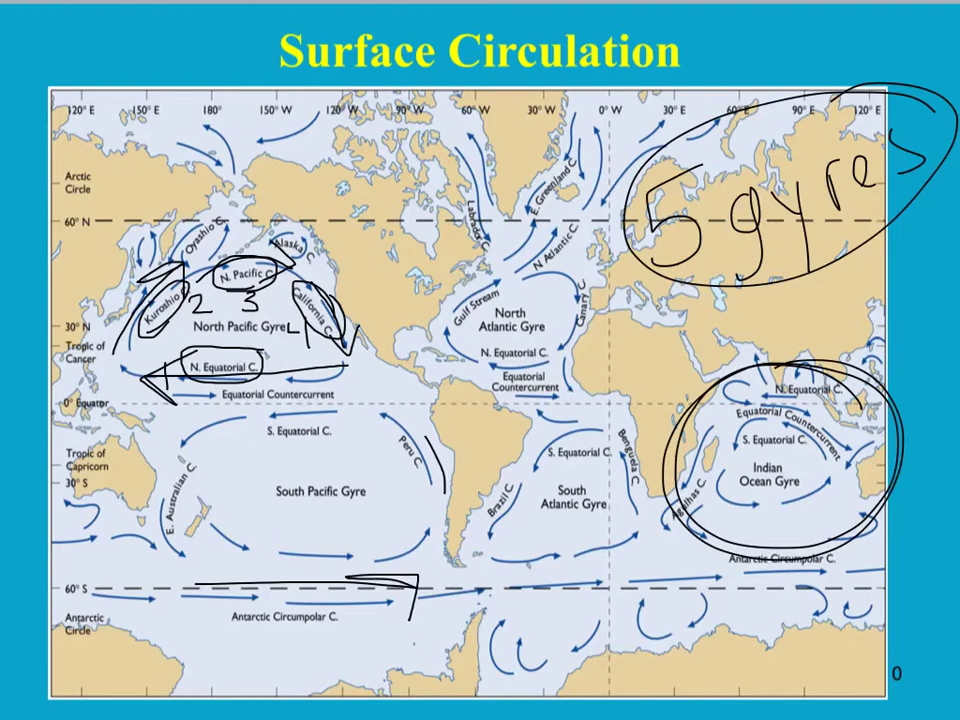 Surface Circulation
120° E 150° E 180° 150° W 120° W 90° W 60° W 30° W 0° W 30° E 60° E 90° E 120° E
5 gyres
Arctic
Circle
60° N
E. Greenland C.
Labrador C.
Oyashio C.
Alaska C.
N Atlantic C.
N. Pacific C.
Kuroshio
2 3
California C.
4
Gulf Stream
Canary C.
North Pacific Gyre
North
Atlantic Gyre
30° N
Tropic of
Cancer
N. Equatorial C.
1
N. Equatorial C.
Equatorial
Countercurrent
Equatorial Countercurrent
N. Equatorial C.
0° Equator
Equatorial Countercurrent
S. Equatorial C.
Peru C.
S. Equatorial C.
Benguela C.
S. Equatorial C.
Tropic of
Capricorn
30° S
E. Australian C.
South Pacific Gyre
Brazil C.
South
Atlantic Gyre
Agulhas C.
Indian
Ocean Gyre
Antarctic Circumpolar C.
60° S
Antarctic
Circle
Antarctic Circumpolar C.
0